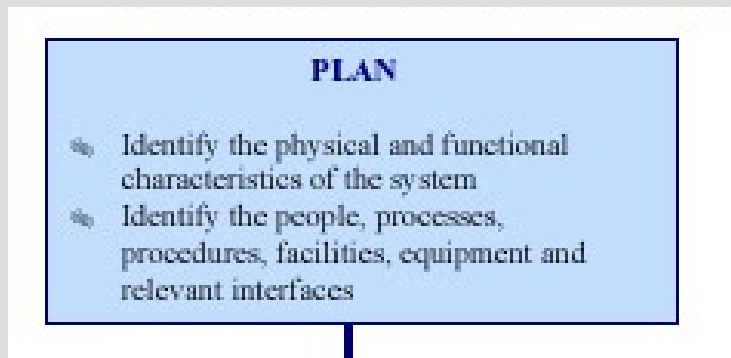 PLAN
Identify the physical and functional
characteristics of the system
Identify the people, processes,
procedures, facilities, equipment and
relevant interfaces